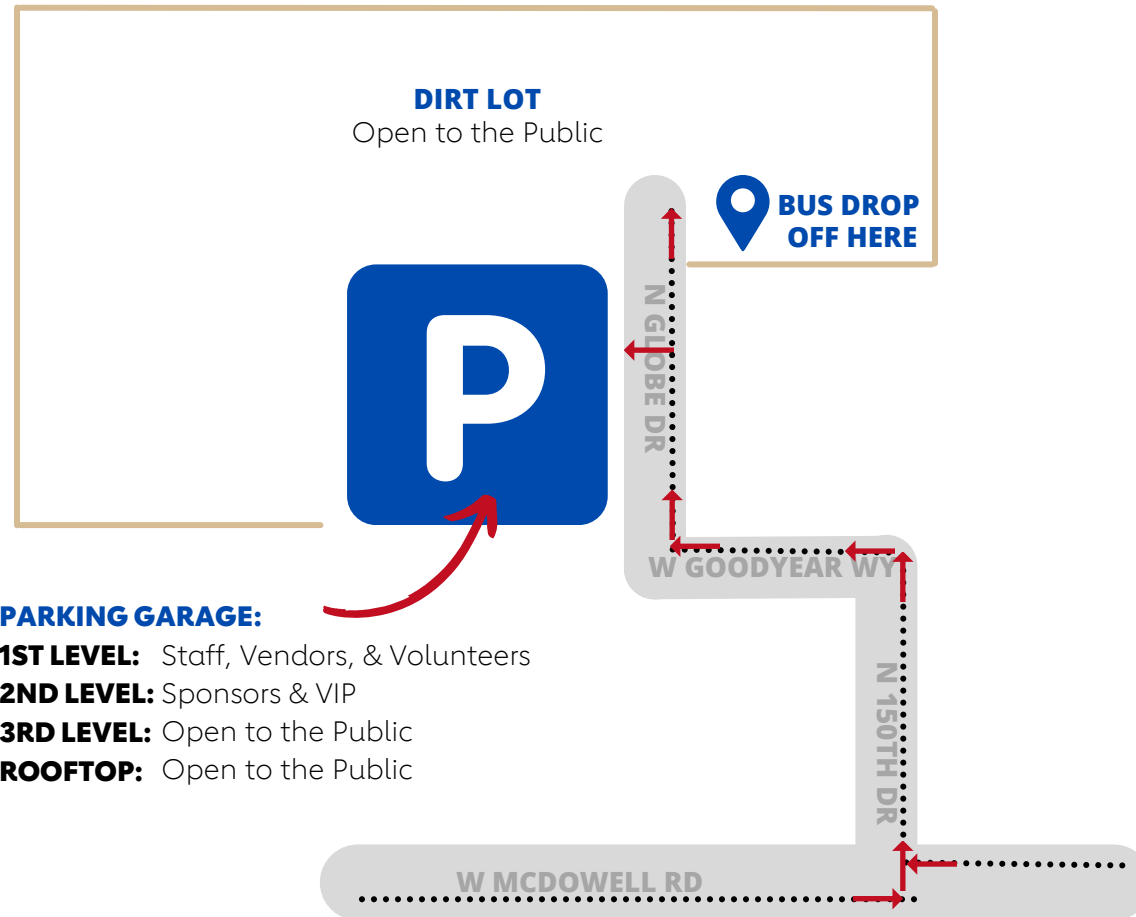 DIRT LOT
Open to the Public
BUS DROP
OFF HERE
N GLOBE DR
P
W GOODYEAR WY
PARKING GARAGE:
1ST LEVEL: Staff, Vendors, & Volunteers
2ND LEVEL: Sponsors & VIP
3RD LEVEL: Open to the Public
ROOFTOP: Open to the Public
N 150TH DR
W MCDOWELL RD